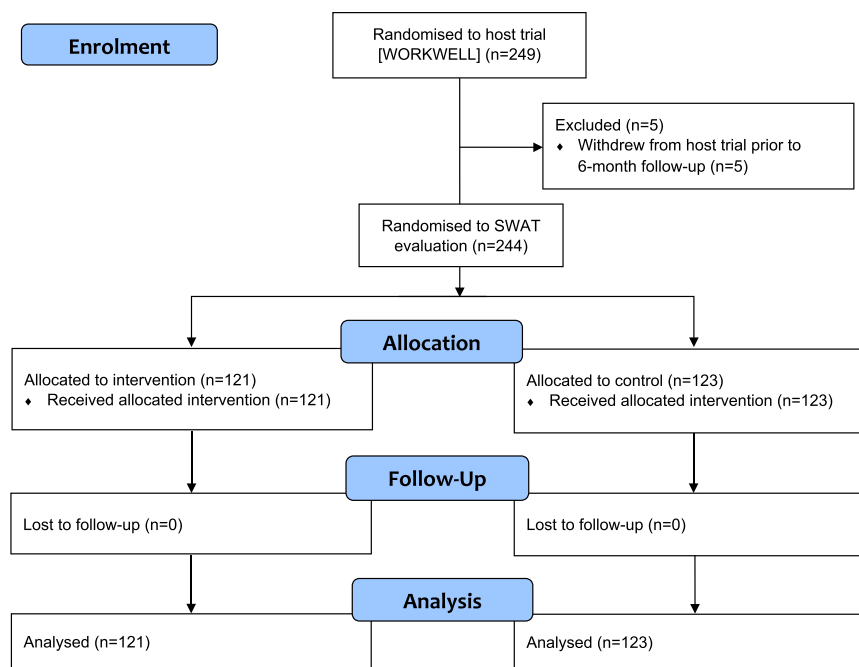 Enrolment
Randomised to host trial
[WORKWELL] (n=249)
Excluded (n=5)
♦ Withdrew from host trial prior to
6-month follow-up (n=5)
Randomised to SWAT
evaluation (n=244)
Allocation
Allocated to intervention (n=121)
♦ Received allocated intervention (n=121)
Allocated to control (n=123)
♦ Received allocated intervention (n=123)
Follow-Up
Lost to follow-up (n=0)
Lost to follow-up (n=0)
Analysis
Analysed (n=121)
Analysed (n=123)